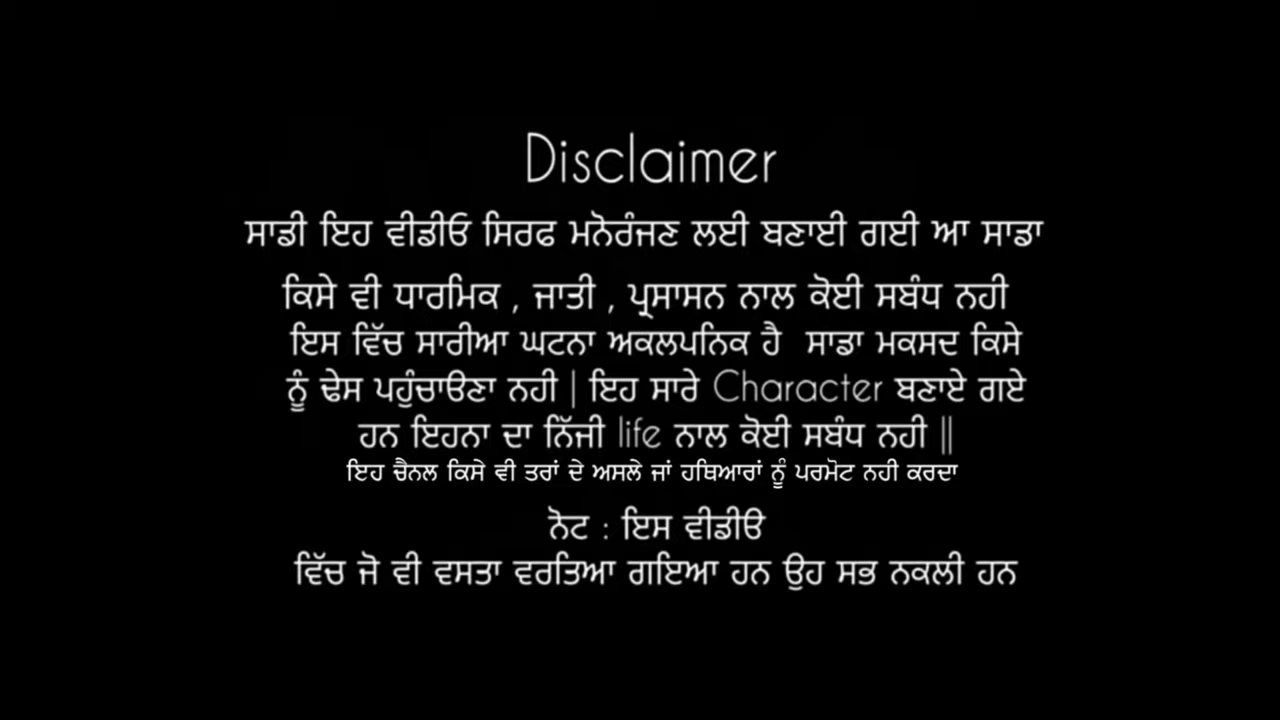 Disclaimer
ਸਾਡੀ ਇਹ ਵੀਡੀਓ ਸਿਰਫ ਮਨੋਰੰਜਣ ਲਈ ਬਣਾਈ ਗਈ ਆ ਸਾਡਾ
ਕਿਸੇ ਵੀ ਧਾਰਮਿਕ , ਜਾਤੀ , ਪ੍ਰਸਾਸਨ ਨਾਲ ਕੋਈ ਸਬੰਧ ਨਹੀ
ਇਸ ਵਿੱਚ ਸਾਰੀਆ ਘਟਨਾ ਅਕਲਪਨਿਕ ਹੈ ਸਾਡਾ ਮਕਸਦ ਕਿਸੇ
ਨੂੰ ਢੇਸ ਪਹੁੰਚਾੳਣਾ ਨਹੀ | ਇਹ ਸਾਰੇ Character ਬਣਾਏ ਗਏ
ਹਨ ਇਹਨਾ ਦਾ ਨਿੱਜੀ life ਨਾਲ ਕੋਈ ਸਬੰਧ ਨਹੀ ||
ਇਹ ਚੈਨਲ ਕਿਸੇ ਵੀ ਤਰਾਂ ਦੇ ਅਸਲੇ ਜਾਂ ਹਥਿਆਰਾਂ ਨੂੰ ਪਰਮੋਟ ਨਹੀ ਕਰਦਾ
ਨੋਟ : ਇਸ ਵੀਡੀੳ
ਵਿੱਚ ਜੋ ਵੀ ਵਸਤਾ ਵਰਤਿਆ ਗਇਆ ਹਨ ਉਹ ਸਭ ਨਕਲੀ ਹਨ